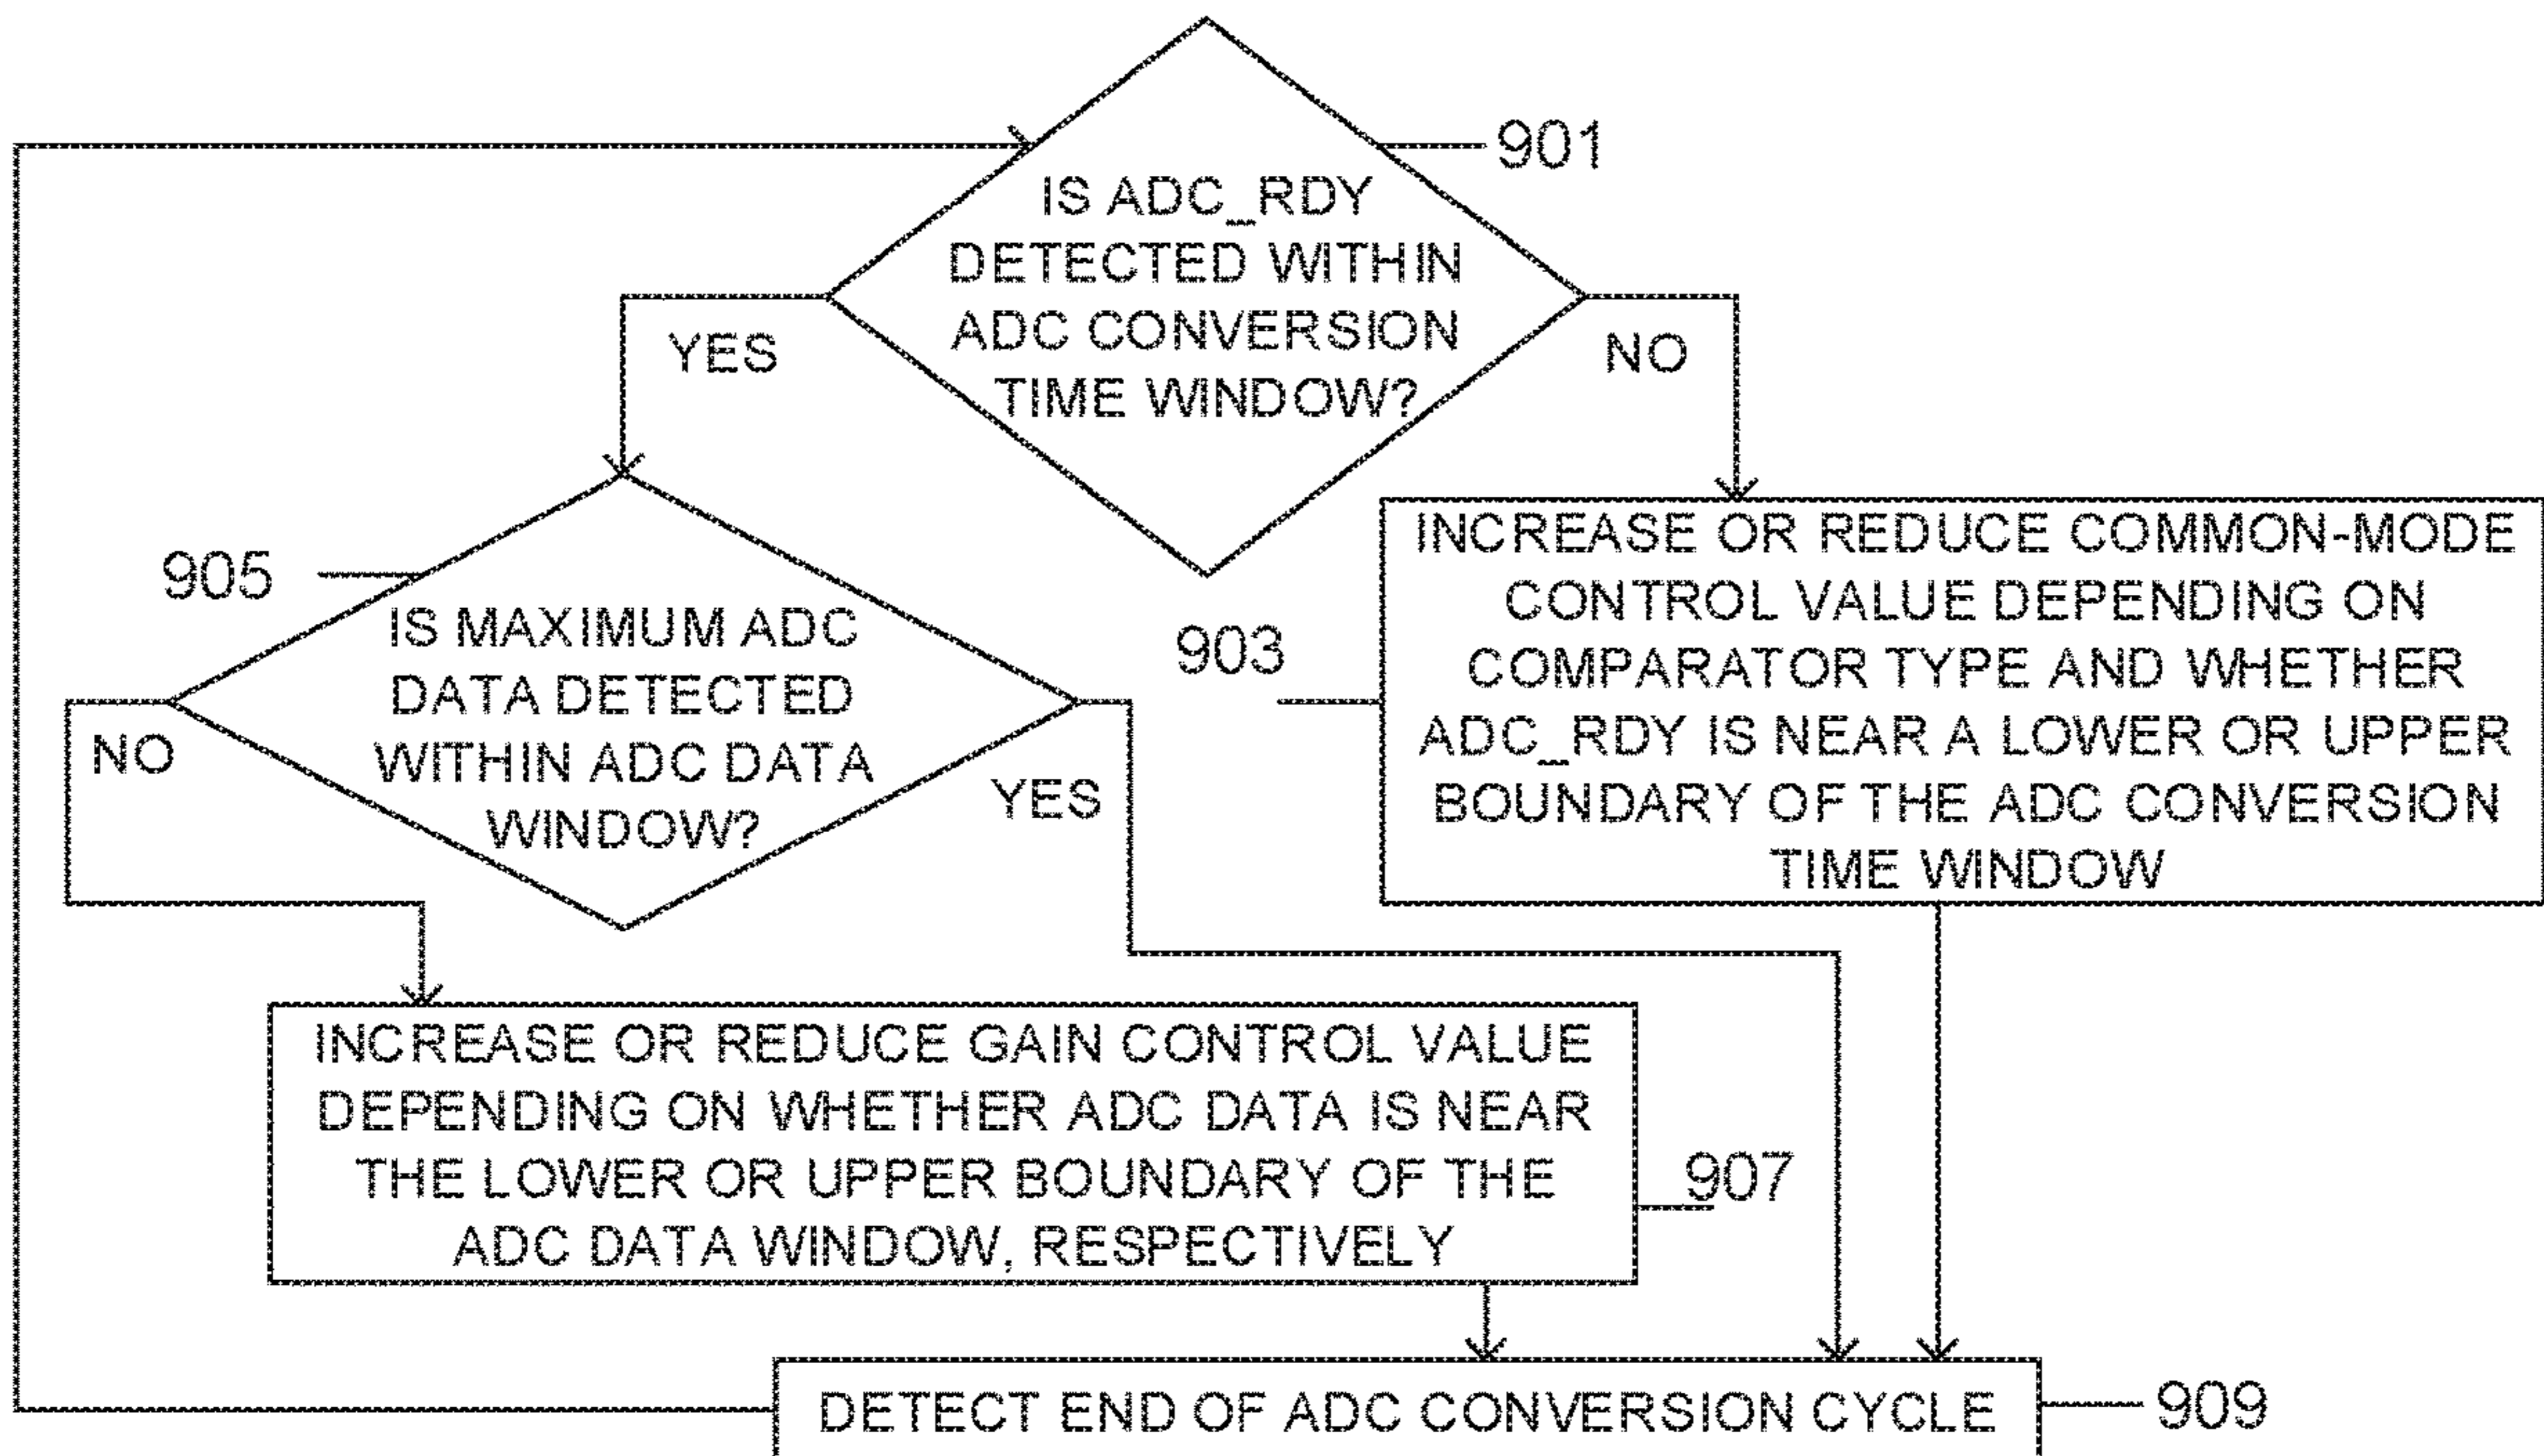 901
IS ADC_RDY
DETECTED WITHIN
ADC CONVERSION
TIME WINDOW?
YES
NO
905
IS MAXIMUM ADC
DATA DETECTED
WITHIN ADC DATA
WINDOW?
NO
YES
903
INCREASE OR REDUCE COMMON-MODE
CONTROL VALUE DEPENDING ON
COMPARATOR TYPE AND WHETHER
ADC_RDY IS NEAR A LOWER OR UPPER
BOUNDARY OF THE ADC CONVERSION
TIME WINDOW
INCREASE OR REDUCE GAIN CONTROL VALUE
DEPENDING ON WHETHER ADC DATA IS NEAR
THE LOWER OR UPPER BOUNDARY OF THE
ADC DATA WINDOW, RESPECTIVELY
907
DETECT END OF ADC CONVERSION CYCLE
909